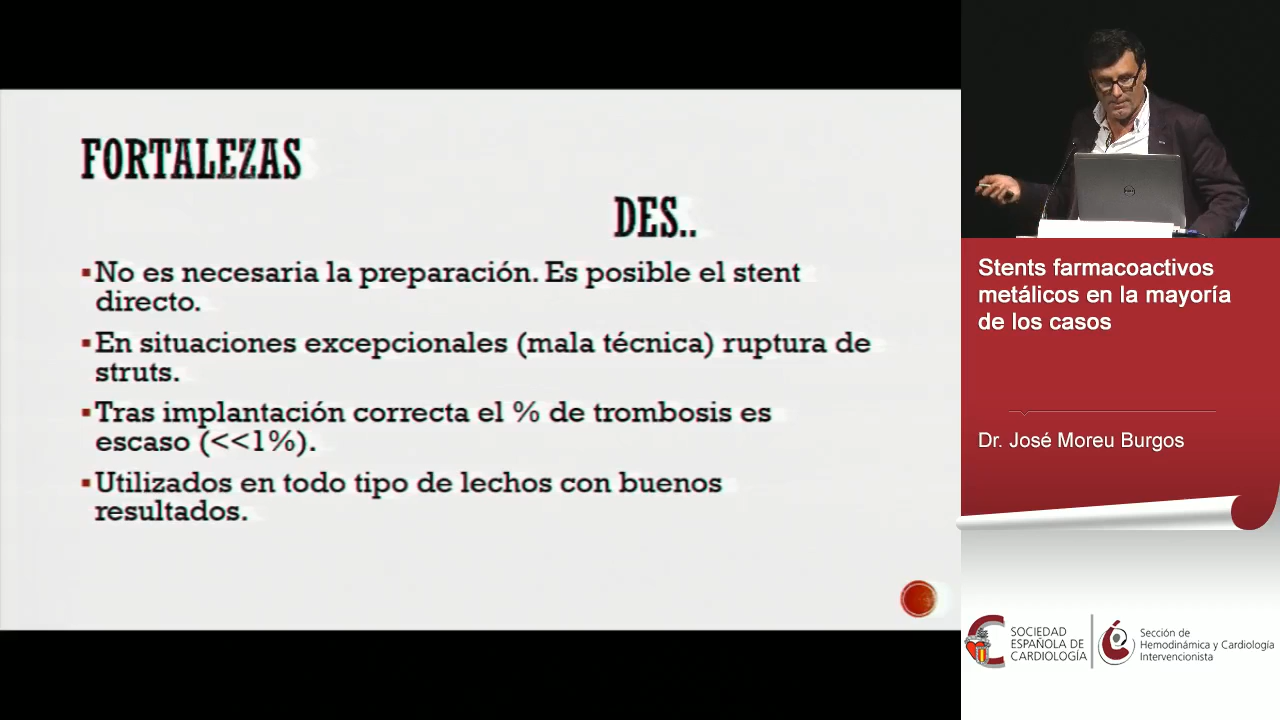 FORTALEZAS
DES..
▪No es necesaria la preparación. Es posible el stent
directo.
▪En situaciones excepcionales (mala técnica) ruptura de
struts.
▪Tras implantación correcta el % de trombosis es
escaso (<<1%).
▪Utilizados en todo tipo de lechos con buenos
resultados.
Stents farmacoactivos
metálicos en la mayoría
de los casos
Dr. José Moreu Burgos
SOCIEDAD
ESPAÑOLA DE
CARDIOLOGÍA
Sección de
Hemodinámica y Cardiología
Intervencionista